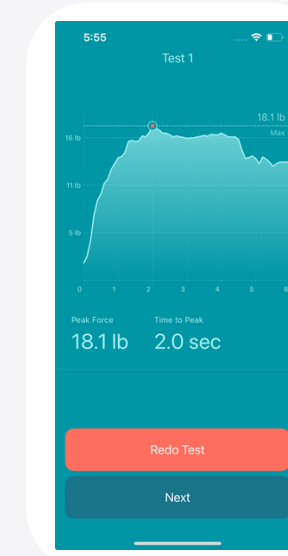 5:55
Test 1
18.1 lb
Max
16 lb
11 lb
5 lb
0 1 2 3 4 5 6
Peak Force Time to Peak
18.1 lb 2.0 sec
Redo Test
Next